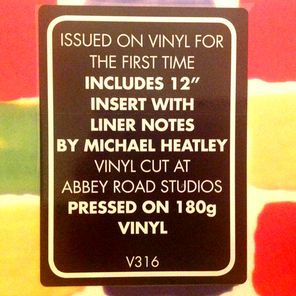 ISSUED ON VINYL FOR
THE FIRST TIME
INCLUDES 12”
INSERT WITH
LINER NOTES
BY MICHAEL HEATLEY
VINYL CUT AT
ABBEY ROAD STUDIOS
PRESSED ON 180g
VINYL
V316